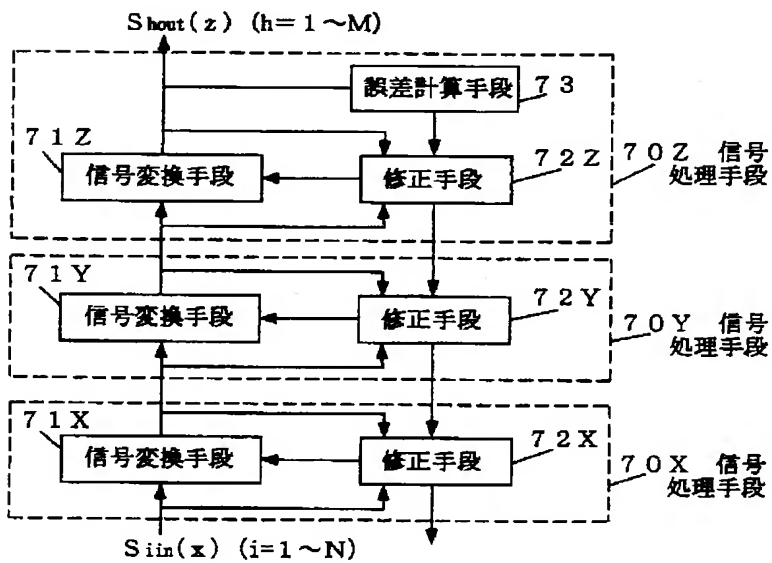 Shout(z) (h=1~M)
誤差計算手段
73
71Z
信号変換手段
修正手段
72Z
70Z 信号
処理手段
71Y
信号変換手段
修正手段
72Y
70Y 信号
処理手段
71X
信号変換手段
修正手段
72X
70X 信号
処理手段
Siin(x) (i=1~N)